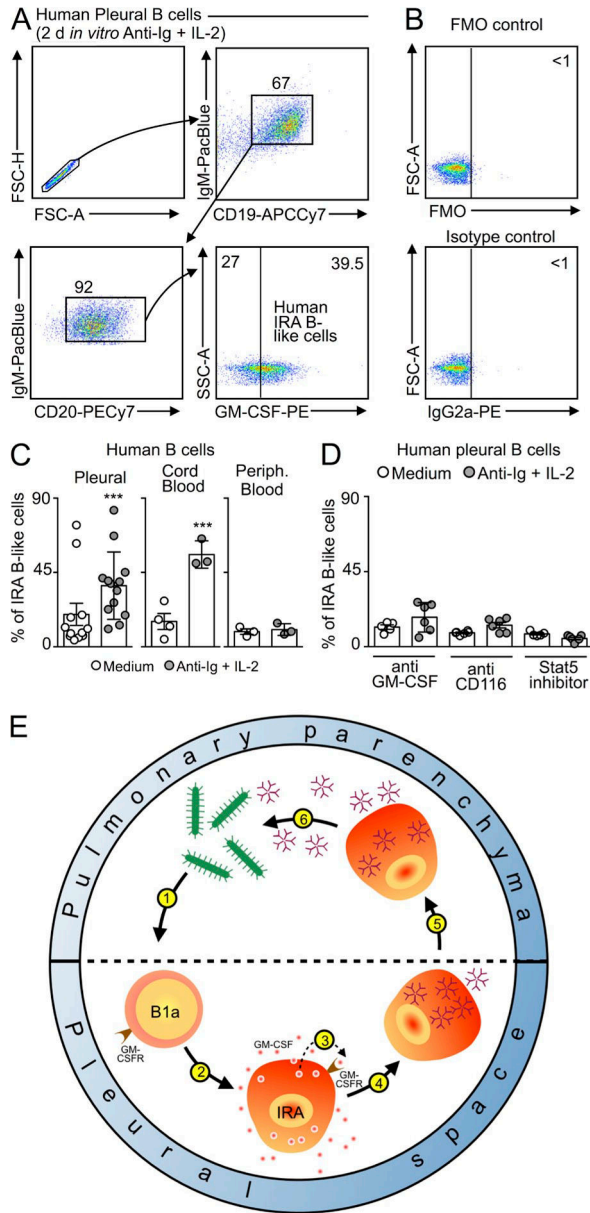 A
Human Pleural B cells
(2 d in vitro Anti-Ig + IL-2)
FSC-H
FSC-A
IgM-PacBlue
67
CD19-APCCy7
IgM-PacBlue
92
CD20-PECy7
SSC-A
27
39.5
Human
IRA B-
like cells
GM-CSF-PE
B
FMO control
<1
FSC-A
FMO
Isotype control
<1
FSC-A
IgG2a-PE
C
Human B cells
% of IRA B-like cells
90
45
0
Pleural
***
Cord
Blood
***
Periph.
Blood
Medium
Anti-Ig + IL-2
D
Human pleural B cells
Medium
Anti-Ig + IL-2
% of IRA B-like cells
90
45
0
anti
GM-CSF
anti
CD116
Stat5
inhibitor
E
Pulmonary parenchyma
6
1
5
B1a
GM-
CSFR
2
GM-CSF
3
GM-
CSFR
IRA
4
Pleural space